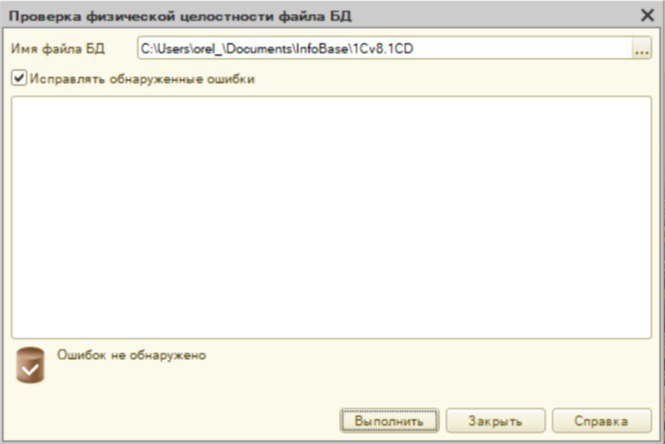 Проверка физической целостности файла БД
Имя файла БД C:\Users\orel_\Documents\InfoBase\1Cv8.1CD ...
Исправлять обнаруженные ошибки
Ошибок не обнаружено
Выполнить Закрыть Справка